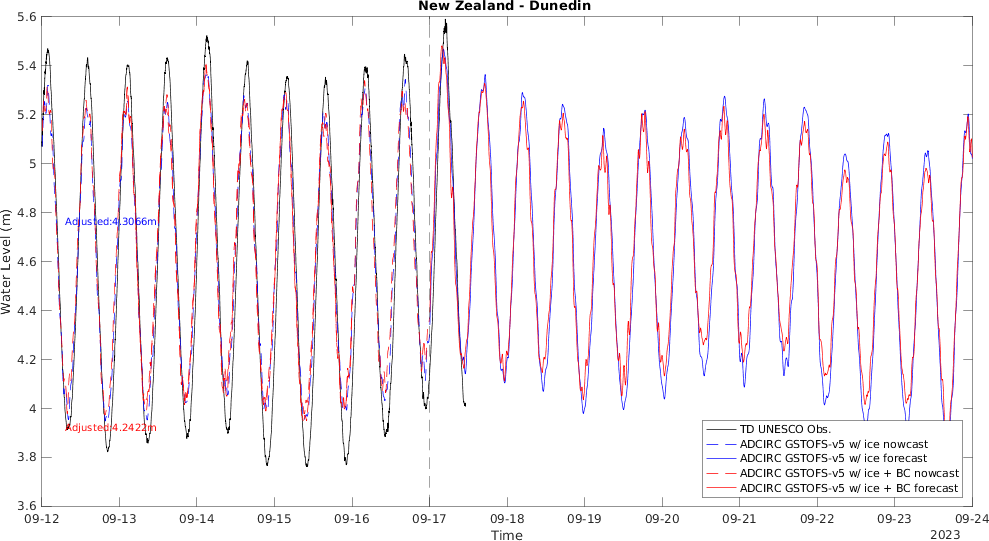 New Zealand - Dunedin
5.6
5.4
5.2
5
4.8
4.6
4.4
4.2
4
3.8
3.6
Water Level (m)
Adjusted:4.3066m
Adjusted:4.2422m
TD UNESCO Obs.
ADCIRC GSTOFS-v5 w/ ice nowcast
ADCIRC GSTOFS-v5 w/ ice forecast
ADCIRC GSTOFS-v5 w/ ice + BC nowcast
ADCIRC GSTOFS-v5 w/ ice + BC forecast
09-12 09-13 09-14 09-15 09-16 09-17 09-18 09-19 09-20 09-21 09-22 09-23 09-24
Time
2023